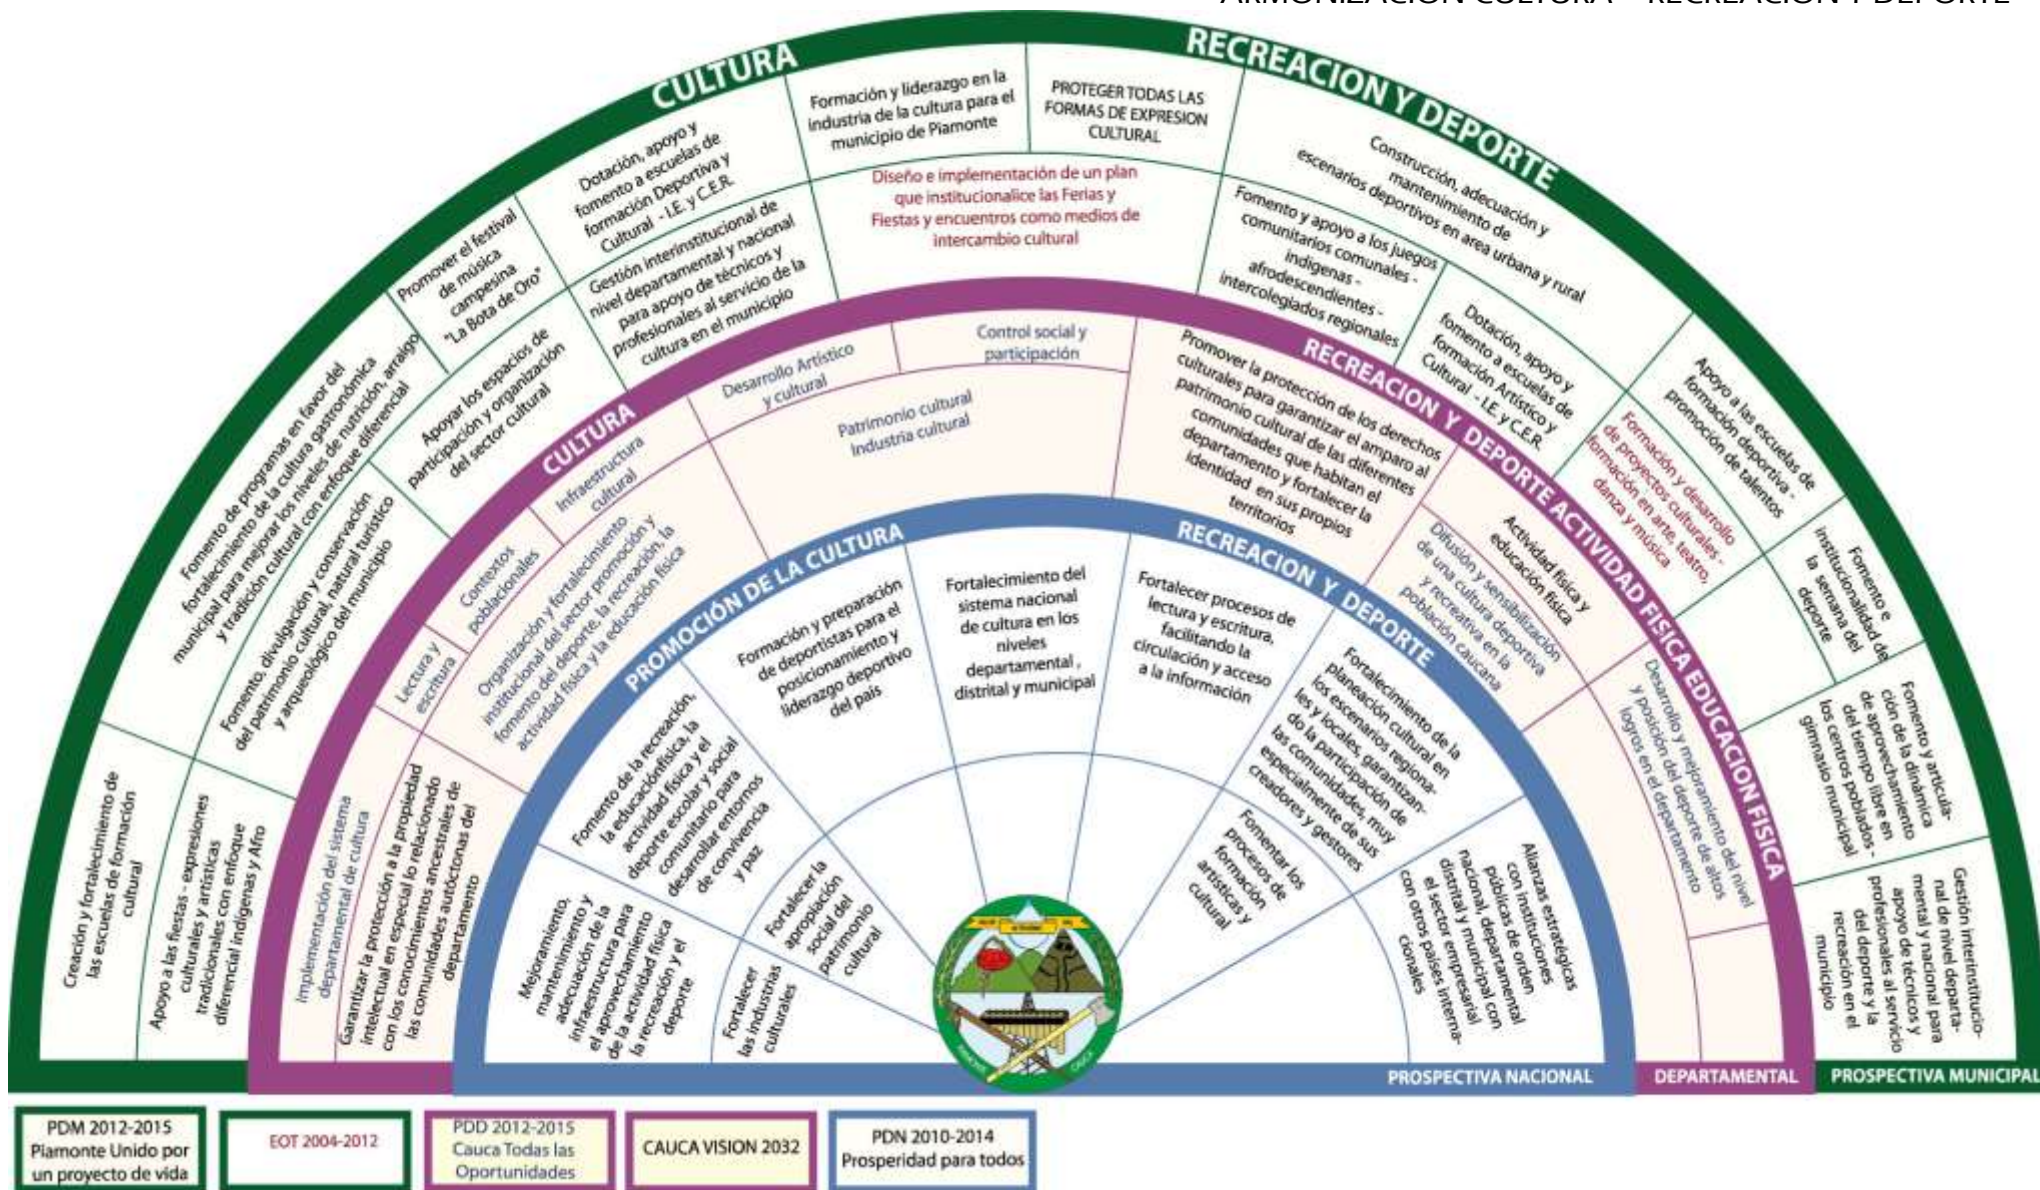 ARMONIZACION CULTURA – RECREACION Y DEPORTE
CULTURA
RECREACION Y DEPORTE
Creación y fortalecimiento de
las escuelas de formación
cultural
Apoyo a las fiestas - expresiones
culturales y artísticas
tradicionales con enfoque
diferencial indígenas y Afro
Fomento de programas en favor del
fortalecimiento de la cultura gastronómica
municipal para mejorar los niveles de nutrición, arraigo
y tradición cultural con enfoque diferencial
Fomento, divulgación y conservación
del patrimonio cultural, natural turístico
y arqueológico del municipio
Promover el festival
de música
campesina
"La Bota de Oro"
Apoyar los espacios de
participación y organización
del sector cultural
Dotación, apoyo y
fomento a escuelas de
formación Deportiva y
Cultural - I.E. y C.E.R.
Gestión interinstitucional de
nivel departamental y nacional
para apoyo de técnicos y
profesionales al servicio de la
cultura en el municipio
Formación y liderazgo en la
industria de la cultura para el
municipio de Piamonte
PROTEGER TODAS LAS
FORMAS DE EXPRESION
CULTURAL
Diseño e implementación de un plan
que institucionalice las Ferias y
Fiestas y encuentros como medios de
intercambio cultural
Construcción, adecuación y
mantenimiento de
escenarios deportivos en area urbana y rural
Fomento y apoyo a los juegos
comunitarios comunales -
indigenas -
afrodescendientes -
intercolegiados regionales
Dotación, apoyo y
fomento a escuelas de
formación Artístico y
Cultural - I.E. y C.E.R.
Apoyo a las escuelas de
formación deportiva -
promoción de talentos
Formación y desarrollo
de proyectos culturales -
formación en arte, teatro,
danza y música
Fomento e
institucionalidad de
la semana del
deporte
Fomento y articula-
ción de la dinámica
de aprovechamiento
del tiempo libre en
los centros poblados -
gimnasio municipal
Gestión interinstitucio-
nal de nivel departa-
mental y nacional para
apoyo de técnicos y
profesionales al servicio
del deporte y la
recreación en el
municipio
CULTURA
RECREACION Y DEPORTE ACTIVIDAD FISICA EDUCACION FISICA
Implementación del sistema
departamental de cultura
Garantizar la protección a la propiedad
intelectual en especial lo relacionado
con los conocimientos ancestrales de
las comunidades autóctonas del
departamento
Lectura y
escritura
Contextos
poblacionales
Infraestructura
cultural
Organización y fortalecimiento
institucional del sector promoción y
fomento del deporte, la recreación, la
actividad física y la educación física
Desarrollo Artístico
y cultural
Control social y
participación
Patrimonio cultural
Industria cultural
Promover la protección de los derechos
culturales para garantizar el amparo al
patrimonio cultural de las diferentes
comunidades que habitan el
departamento y fortalecer la
identidad en sus propios
territorios
Actividad física y
educación física
Difusión y sensibilización
de una cultura deportiva
y recreativa en la
población caucana
Desarrollo y mejoramiento del nivel
y posición del deporte de altos
logros en el departamento
PROMOCIÓN DE LA CULTURA
RECREACION Y DEPORTE
Mejoramiento,
mantenimiento y
adecuación de la
infraestructura para
el aprovechamiento
de la actividad física
la recreación y el
deporte
Fortalecer
las industrias
culturales
Fomento de la recreación,
la educaciónfísica, la
actividad física y el
deporte escolar y social
comunitario para
desarrollar entornos
de convivencia
y paz
Fortalecer la
apropiación
social del
patrimonio
cultural
Formación y preparación
de deportistas para el
posicionamiento y
liderazgo deportivo
del país
Fortalecimiento del
sistema nacional
de cultura en los
niveles
departamental ,
distrital y municipal
Fortalecer procesos de
lectura y escritura,
facilitando la
circulación y acceso
a la información
Fortalecimiento de la
planeación cultural en
los escenarios regiona-
les y locales, garantizan-
do la participación de
las comunidades, muy
especialmente de sus
creadores y gestores
Fomentar los
procesos de
formación
artísticas y
cultural
Alianzas estratégicas
con instituciones
públicas de orden
nacional, departamental
distrital y municipal con
el sector empresarial
con otros países interna-
cionales
PIAMONTE
CAUCA
PROSPECTIVA NACIONAL
DEPARTAMENTAL
PROSPECTIVA MUNICIPAL
PDM 2012-2015
Piamonte Unido por
un proyecto de vida
EOT 2004-2012
PDD 2012-2015
Cauca Todas las
Oportunidades
CAUCA VISION 2032
PDN 2010-2014
Prosperidad para todos